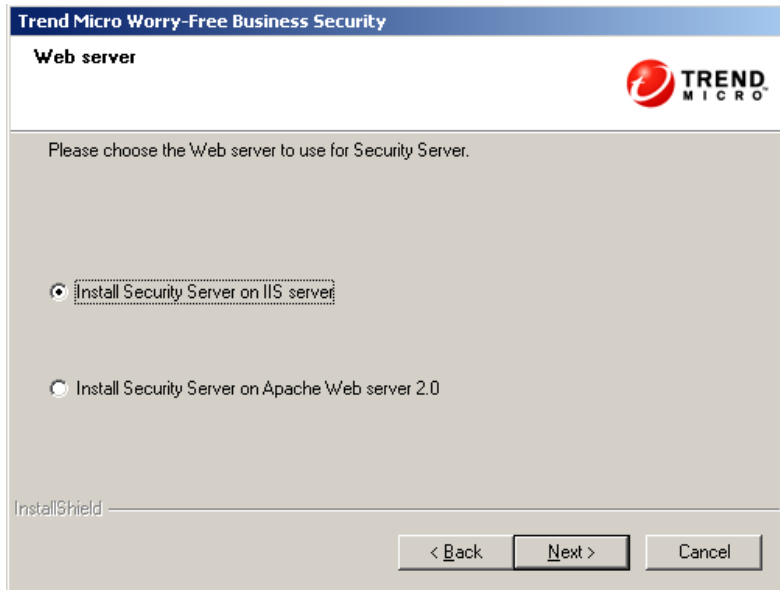 Trend Micro Worry-Free Business Security
Web server
TREND
MICRO™
Please choose the Web server to use for Security Server.
Install Security Server on IIS server
Install Security Server on Apache Web server 2.0
InstallShield
< Back
Next >
Cancel